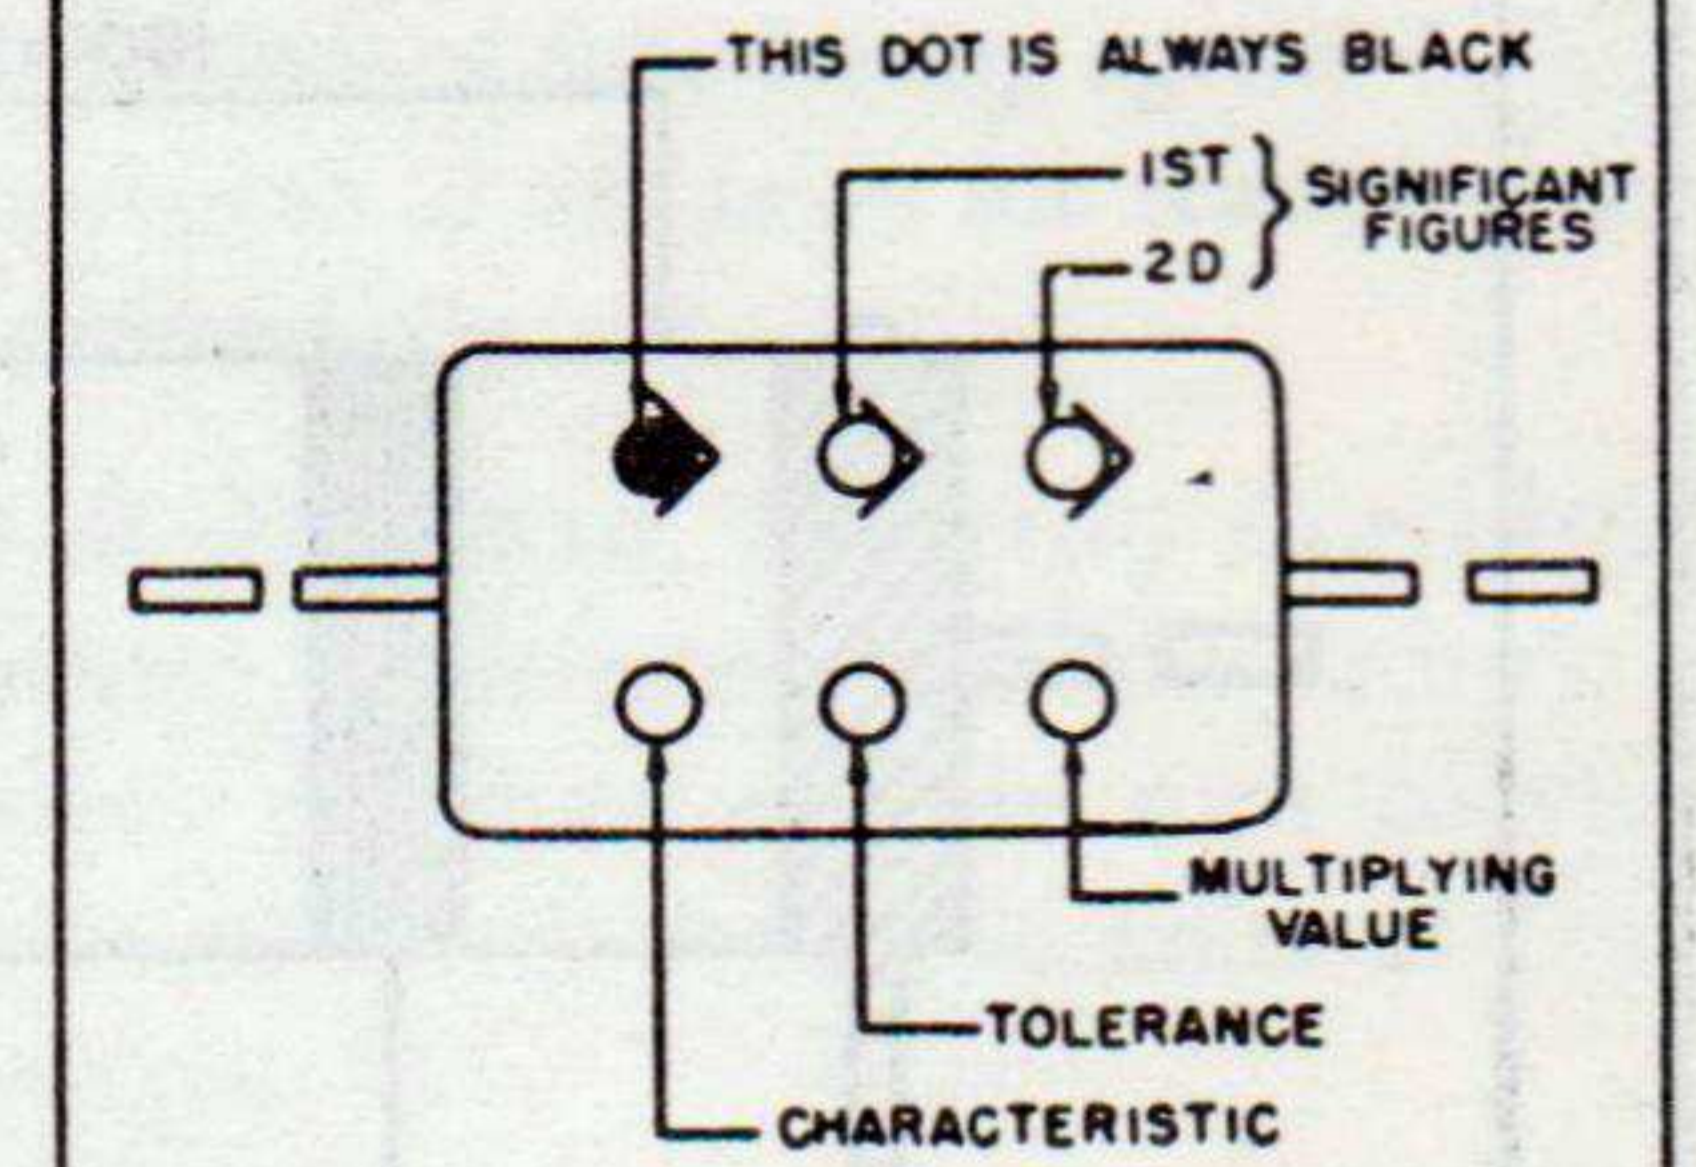 THIS DOT IS ALWAYS BLACK
1ST
SIGNIFICANT
FIGURES
2D
MULTIPLYING
VALUE
TOLERANCE
CHARACTERISTIC